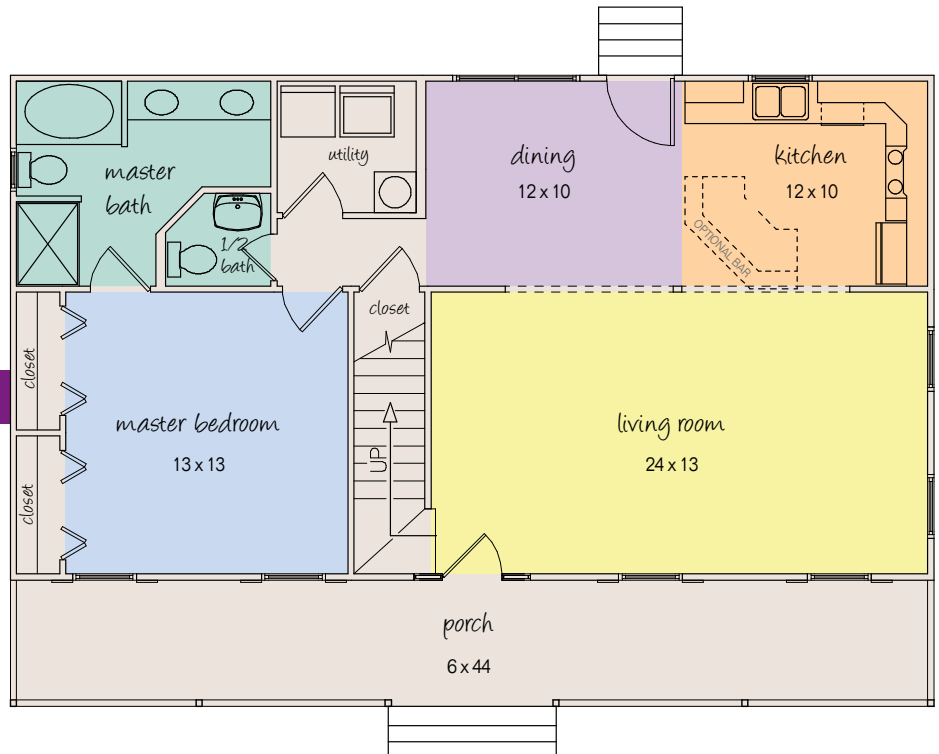 master
bath
utility
dining
12 x 10
kitchen
12 x 10
1/2
bath
OPTIONAL BAR
closet
closet
master bedroom
13 x 13
living room
24 x 13
UP
closet
porch
6 x 44